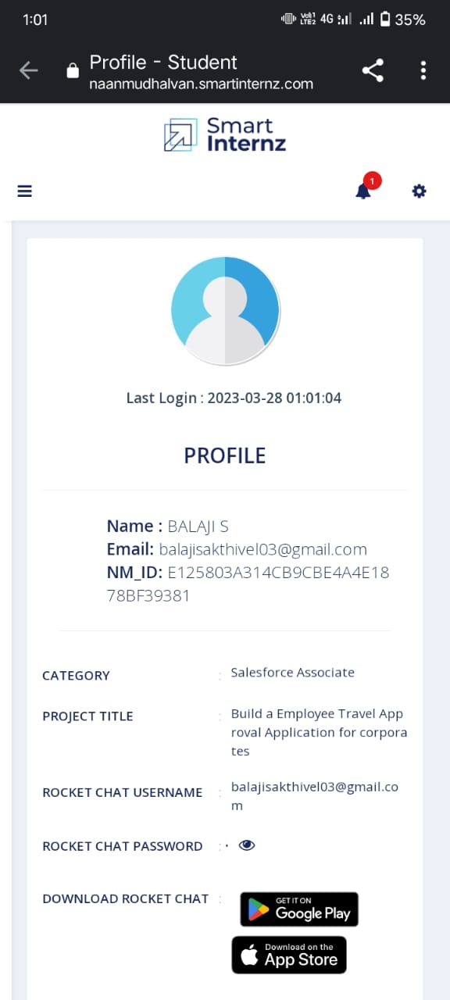 1:01
Vo))1
LTE2
4G
35%
Profile - Student
naanmudhalvan.smartinternz.com
Smart
Internz
1
Last Login : 2023-03-28 01:01:04
PROFILE
Name : BALAJI S
Email: balajisakthivel03@gmail.com
NM_ID: E125803A314CB9CBE4A4E18
78BF39381
CATEGORY : Salesforce Associate
PROJECT TITLE : Build a Employee Travel App
roval Application for corpora
tes
ROCKET CHAT USERNAME : balajisakthivel03@gmail.co
m
ROCKET CHAT PASSWORD : ·
DOWNLOAD ROCKET CHAT :
GET IT ON
Google Play
Download on the
App Store